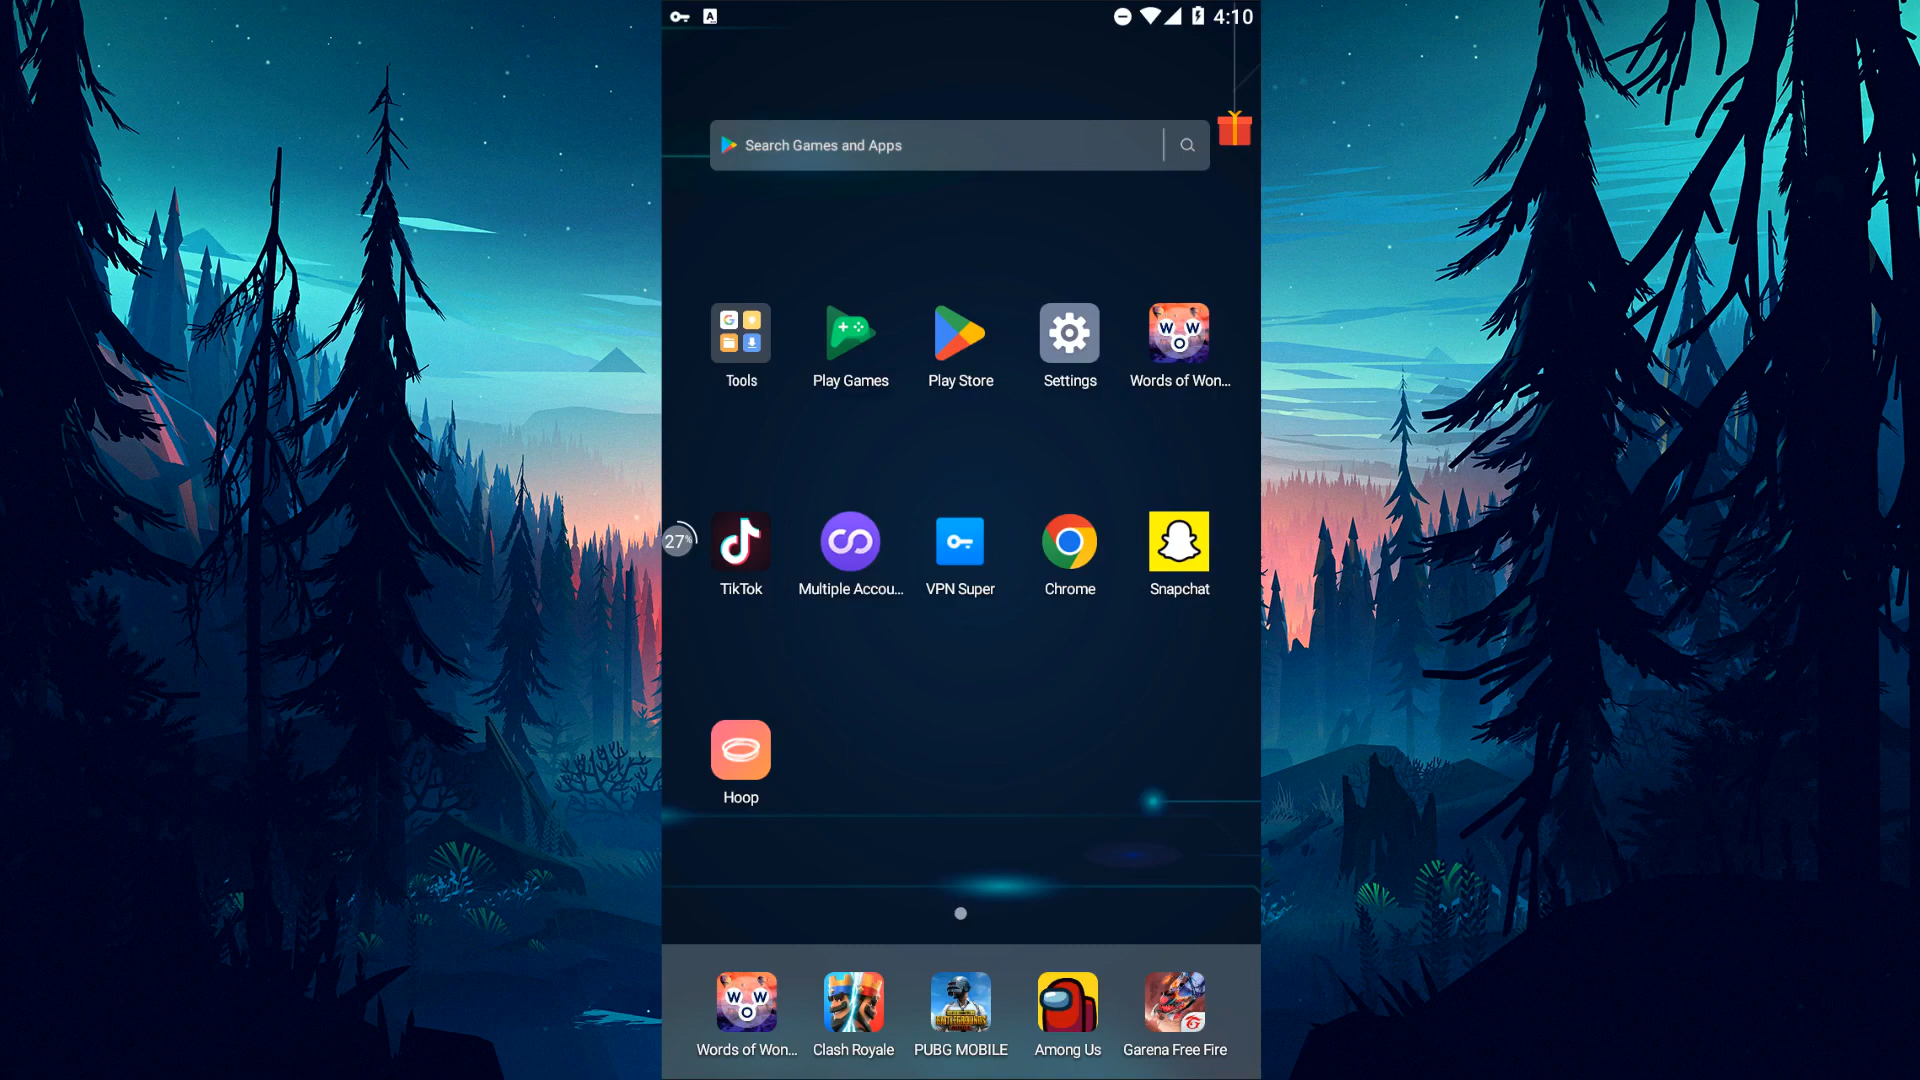 A
4:10
Search Games and Apps
Tools
Play Games
Play Store
Settings
W W
O
Words of Won...
27%
TikTok
Multiple Accou...
VPN Super
Chrome
Snapchat
Hoop
W W
O
Words of Won...
Clash Royale
BATTLEGROUNDS
PUBG MOBILE
Among Us
Garena Free Fire